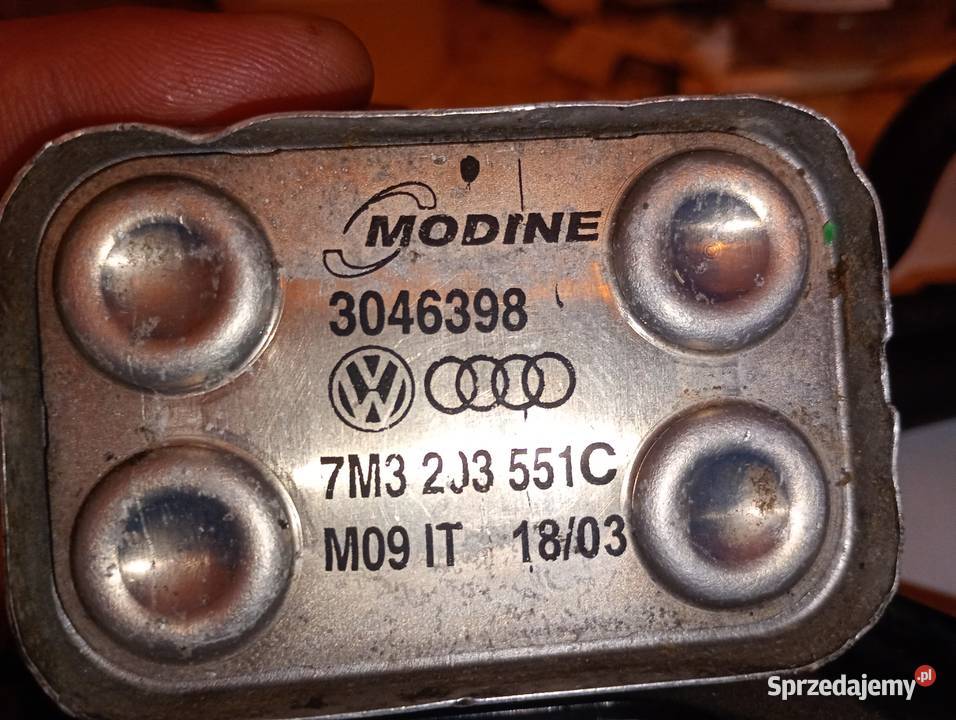 MODINE
3046398
7M3 203 551C
M09 IT 18/03
Sprzedajemy.pl